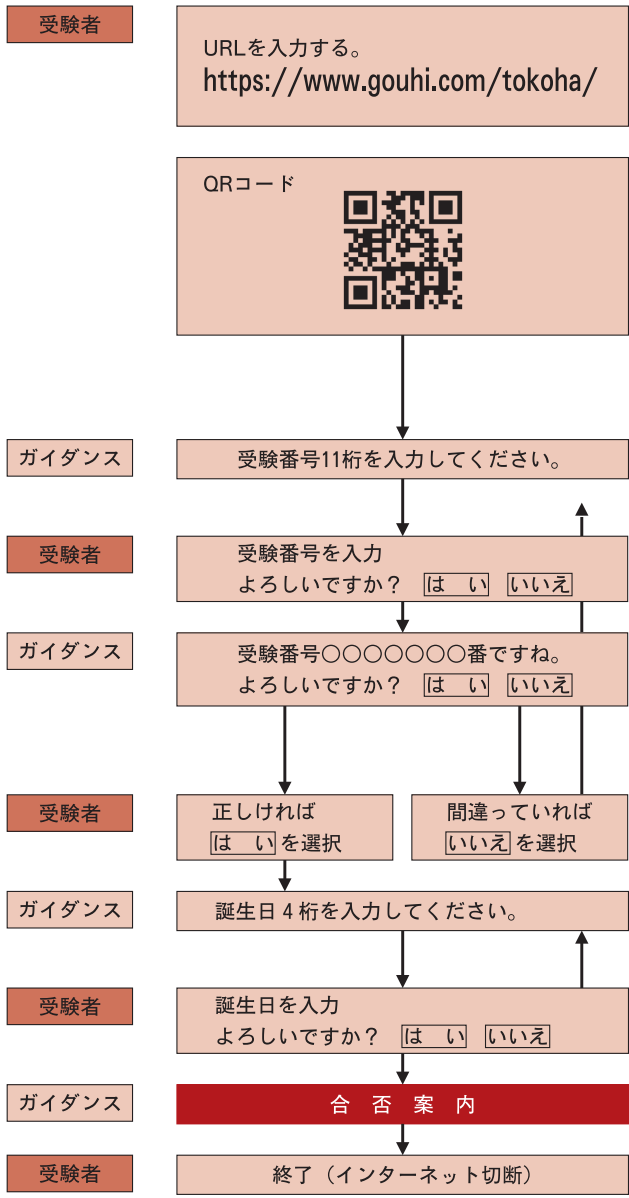 受験者
URLを入力する。
https://www.gouhi.com/tokoha/
QRコード
ガイダンス
受験番号11桁を入力してください。
受験者
受験番号を入力
よろしいですか? は い いいえ
ガイダンス
受験番号○○○○○○○番ですね。
よろしいですか? は い いいえ
受験者
正しければ
は い を選択
間違っていれば
いいえ を選択
ガイダンス
誕生日4桁を入力してください。
受験者
誕生日を入力
よろしいですか? は い いいえ
ガイダンス
合 否 案 内
受験者
終了(インターネット切断)